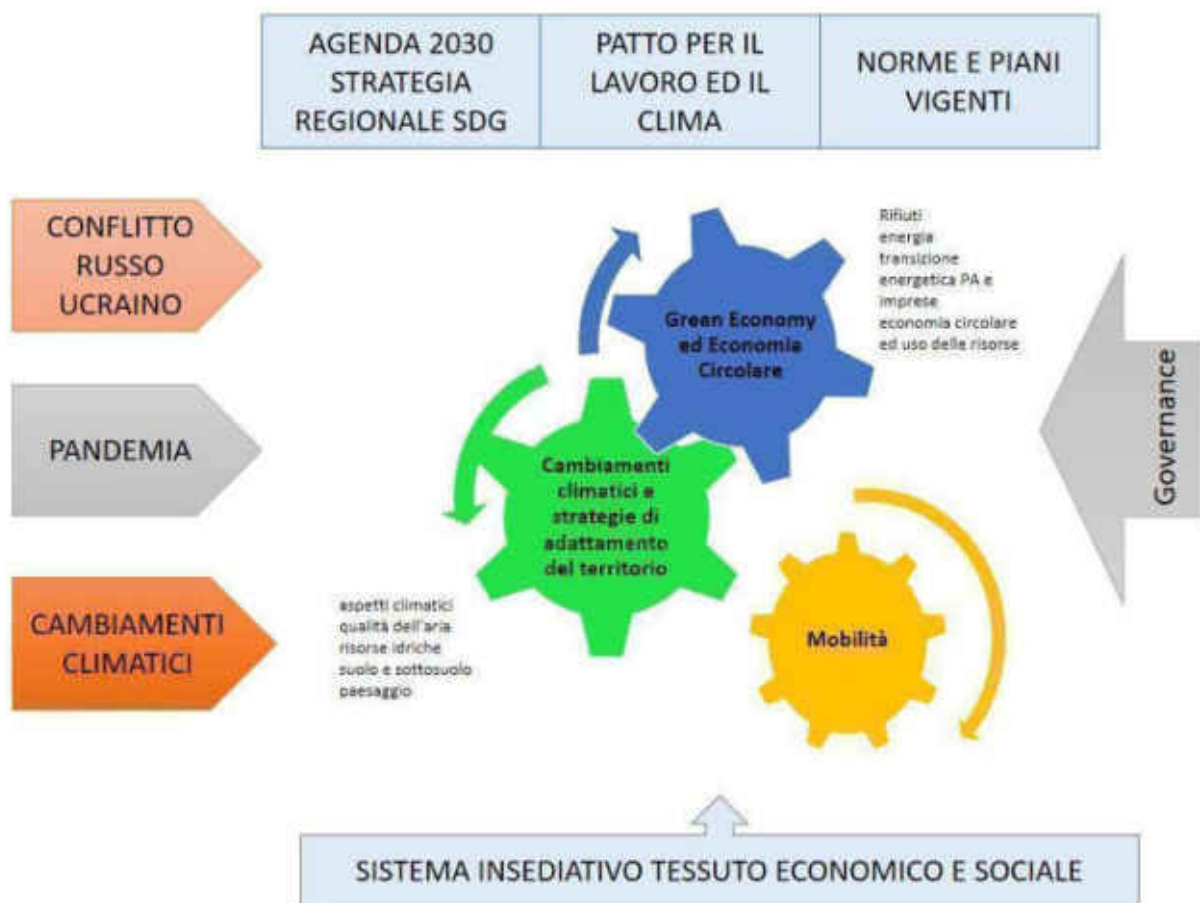 AGENDA 2030
STRATEGIA
REGIONALE SDG
PATTO PER IL
LAVORO ED IL
CLIMA
NORME E PIANI
VIGENTI
CONFLITTO
RUSSO
UCRAINO
PANDEMIA
CAMBIAMENTI
CLIMATICI
Green Economy
ed Economia
Circolare
Rifiuti
energia
transizione
energetica PA e
imprese
economia circolare
ed uso delle risorse
Governance
Cambiamenti
climatici e
strategie di
adattamento
del territorio
aspetti climatici
qualità dell'aria
risorse idriche
suolo e sottosuolo
paesaggio
Mobilità
SISTEMA INSEDIATIVO TESSUTO ECONOMICO E SOCIALE